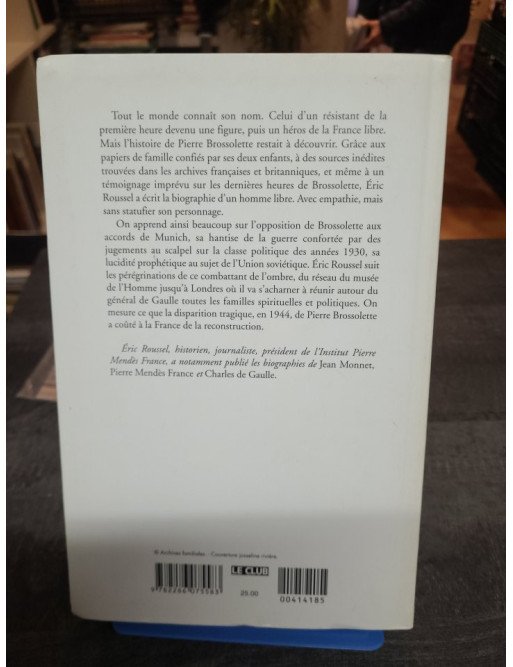 Tout le monde connaît son nom. Celui d'un résistant de la
première heure devenu une figure, puis un héros de la France libre.
Mais l'histoire de Pierre Brossolette restait à découvrir. Grâce aux
papiers de famille confiés par ses deux enfants, à des sources inédites
trouvées dans les archives françaises et britanniques, et même à un
témoignage imprévu sur les dernières heures de Brossolette, Éric
Roussel a écrit la biographie d'un homme libre. Avec empathie, mais
sans statufier son personnage.
On apprend ainsi beaucoup sur l'opposition de Brossolette aux
accords de Munich, sa hantise de la guerre confortée par des
jugements au scalpel sur la classe politique des années 1930, sa
lucidité prophétique au sujet de l'Union soviétique. Éric Roussel suit
les pérégrinations de ce combattant de l'ombre, du réseau du musée
de l'Homme jusqu'à Londres où il va s'acharner à réunir autour du
général de Gaulle toutes les familles spirituelles et politiques. On
mesure ce que la disparition tragique, en 1944, de Pierre Brossolette
a coûté à la France de la reconstruction.
Éric Roussel, historien, journaliste, président de l'Institut Pierre
Mendès France, a notamment publié les biographies de Jean Monnet,
Pierre Mendès France et Charles de Gaulle.
© Archives familiales - Couverture joséfine rivière.
LE CLUB
25.00
9782266075583
00414185